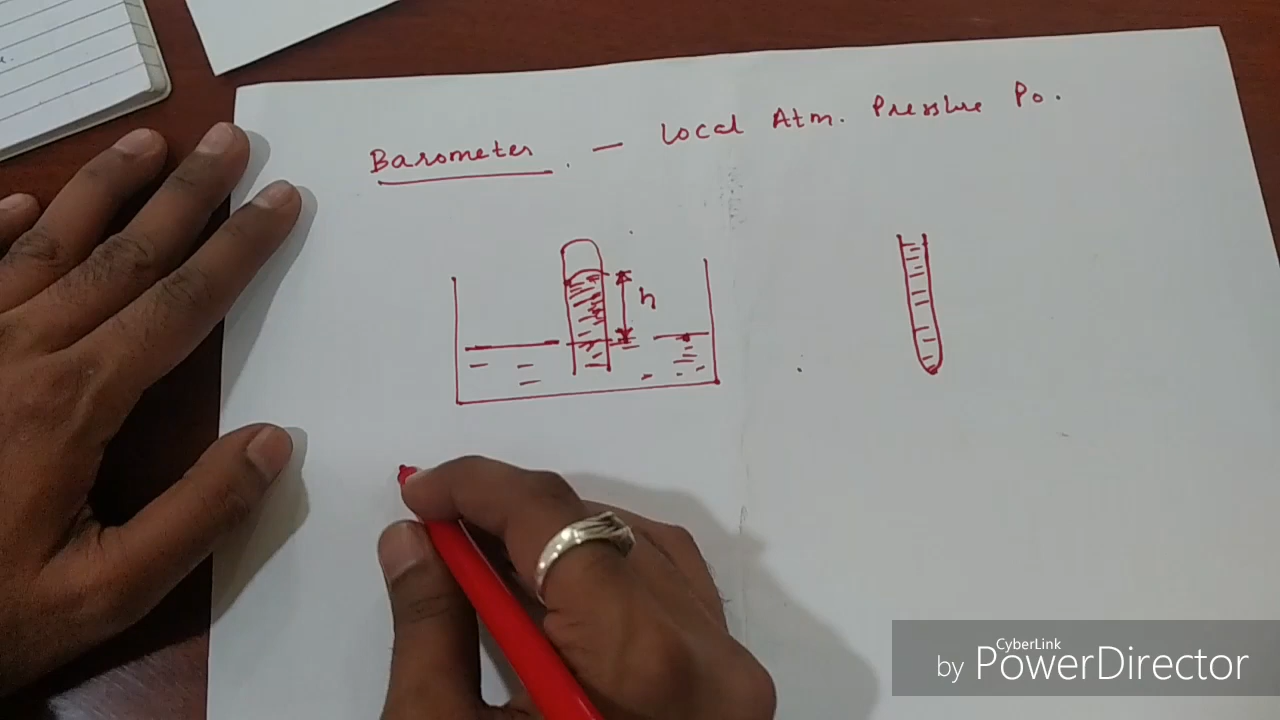 Barometer. — Local Atm. Pressure Po.
h
CyberLink
by PowerDirector